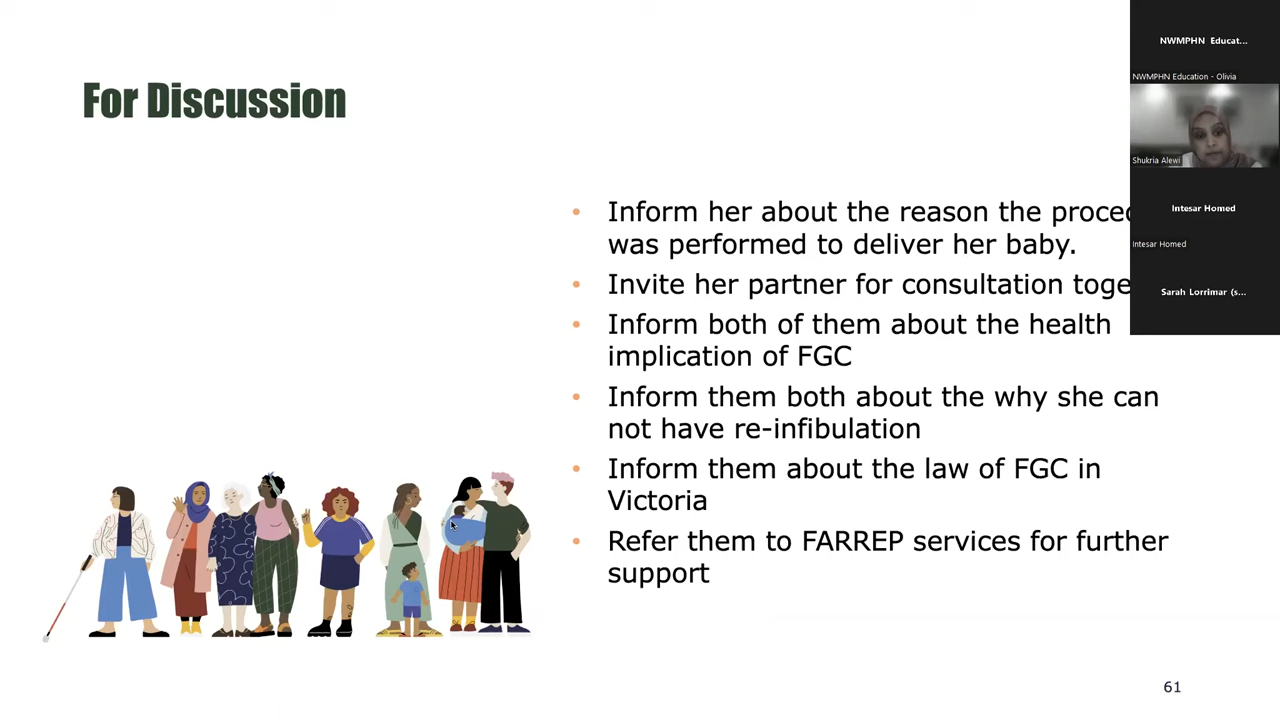 For Discussion
• Inform her about the reason the
was performed to deliver her baby.
• Invite her partner for consultation
• Inform both of them about the health
implication of FGC
• Inform them both about the why she can
not have re-infibulation
• Inform them about the law of FGC in
Victoria
• Refer them to FARREP services for further
support
61
NWMPHN Educat...
NWMPHN Education - Olivia
Shukria Alewi
Intesar Homed
Intesar Homed
Sarah Lorrimar (s...